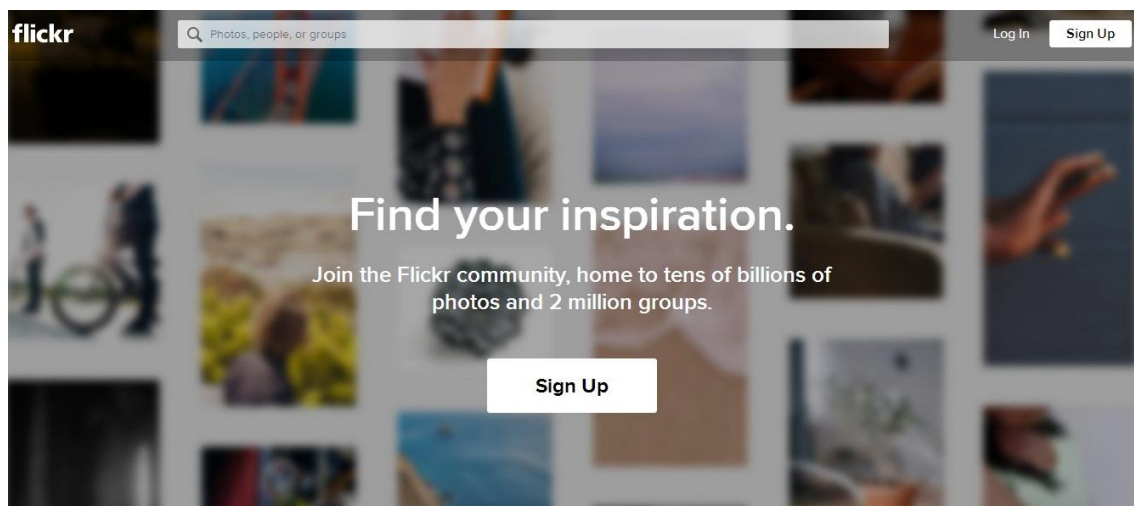 flickr
Photos, people, or groups
Log In
Sign Up
Find your inspiration.
Join the Flickr community, home to tens of billions of
photos and 2 million groups.
Sign Up